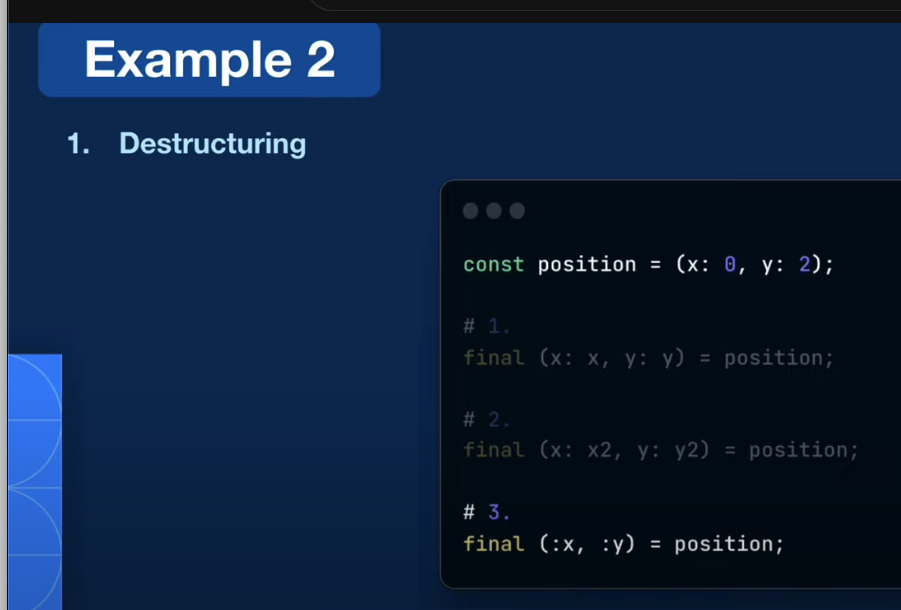 Example 2
1. Destructuring
const position = (x: 0, y: 2);
# 1.
final (x: x, y: y) = position;
# 2.
final (x: x2, y: y2) = position;
# 3.
final (:x, :y) = position;